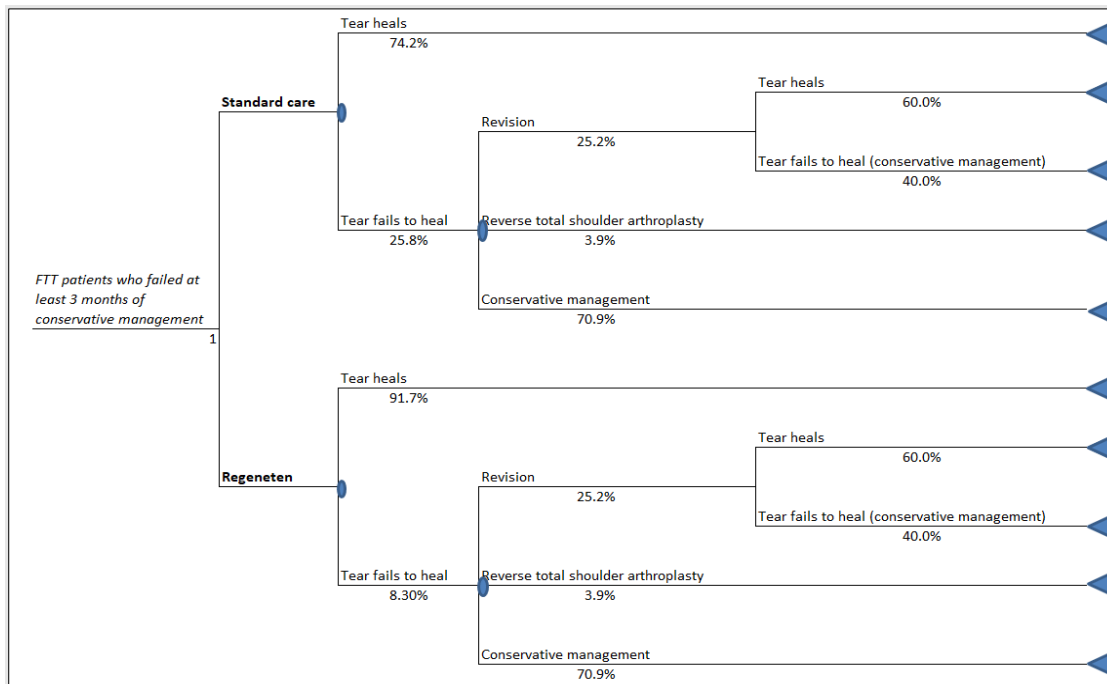 Tear heals
74.2%
Tear heals
Standard care
60.0%
Revision
25.2%
Tear fails to heal (conservative management)
40.0%
Tear fails to heal
Reverse total shoulder arthroplasty
25.8%
3.9%
FTT patients who failed at
least 3 months of
conservative management
Conservative management
70.9%
1
Tear heals
91.7%
Tear heals
60.0%
Regeneten
Revision
25.2%
Tear fails to heal (conservative management)
40.0%
Tear fails to heal
Reverse total shoulder arthroplasty
8.30%
3.9%
Conservative management
70.9%